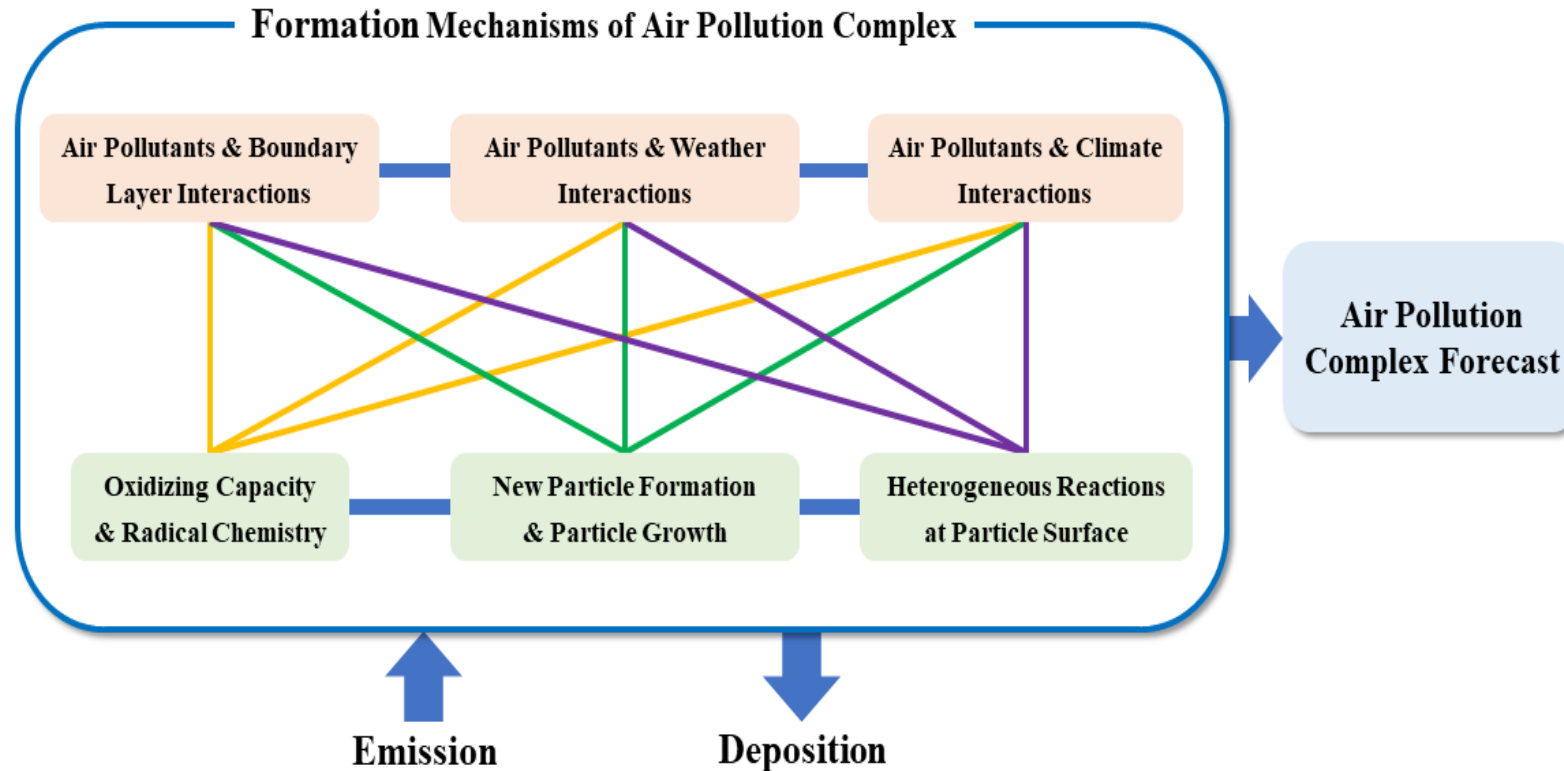 Formation Mechanisms of Air Pollution Complex
Air Pollutants & Boundary
Layer Interactions
Air Pollutants & Weather
Interactions
Air Pollutants & Climate
Interactions
Air Pollution
Complex Forecast
Oxidizing Capacity
& Radical Chemistry
New Particle Formation
& Particle Growth
Heterogeneous Reactions
at Particle Surface
Emission
Deposition